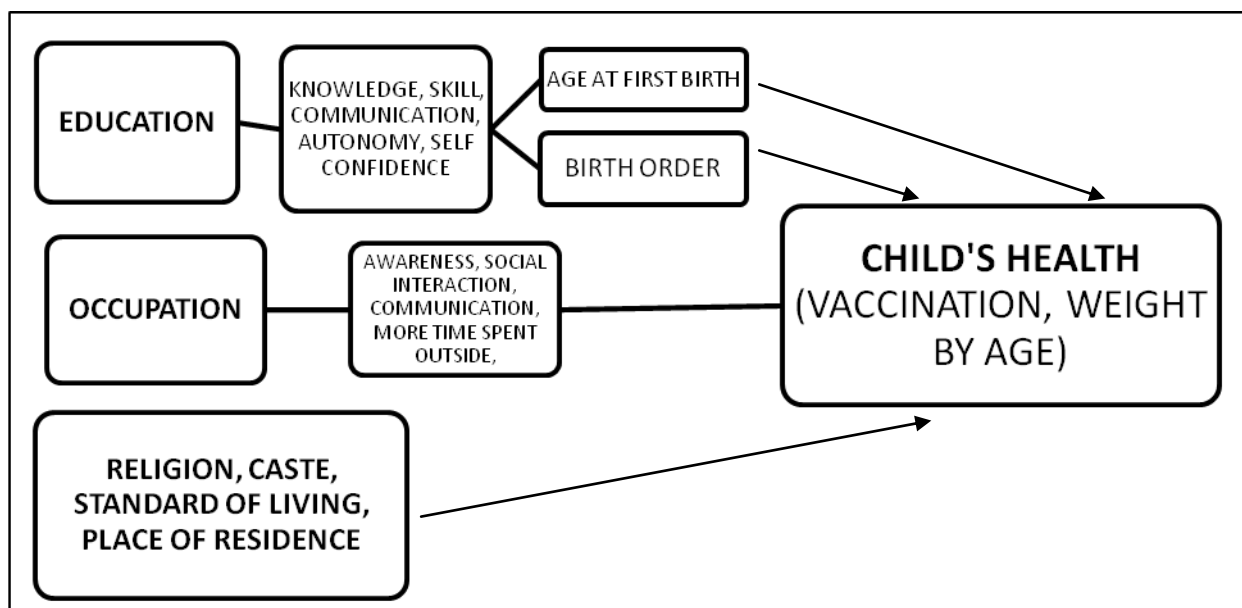 EDUCATION
KNOWLEDGE, SKILL,
COMMUNICATION,
AUTONOMY, SELF
CONFIDENCE
AGE AT FIRST BIRTH
BIRTH ORDER
OCCUPATION
AWARENESS, SOCIAL
INTERACTION,
COMMUNICATION,
MORE TIME SPENT
OUTSIDE,
CHILD'S HEALTH
(VACCINATION, WEIGHT
BY AGE)
RELIGION, CASTE,
STANDARD OF LIVING,
PLACE OF RESIDENCE